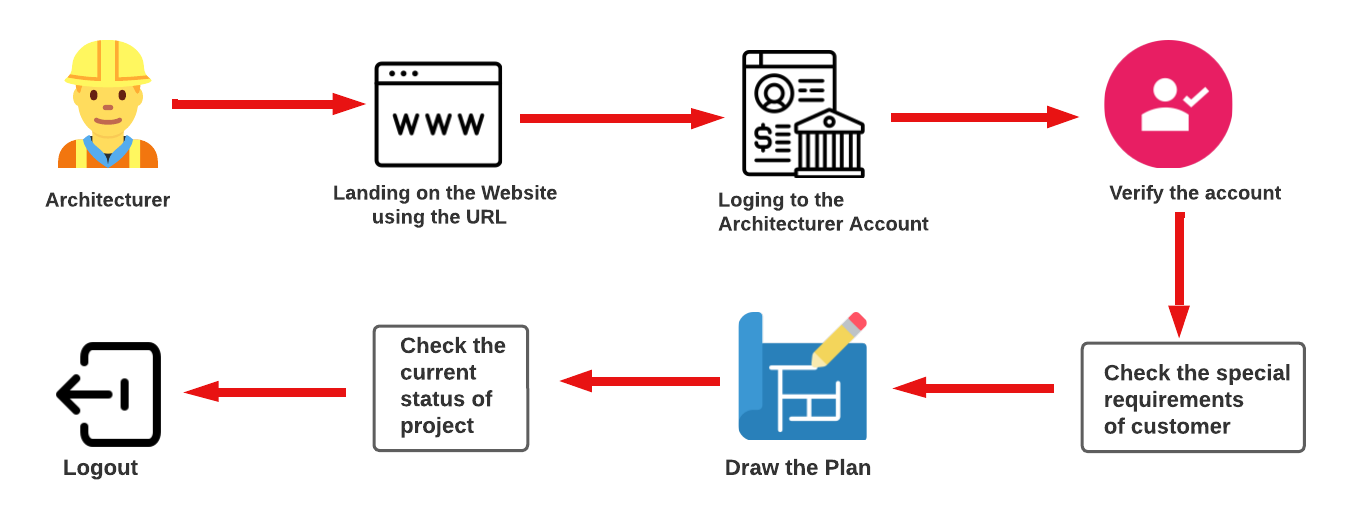 WWW
Architecturer
Landing on the Website
using the URL
Loging to the
Architecturer Account
Verify the account
$
Check the special
requirements
of customer
Draw the Plan
Check the
current
status of
project
Logout